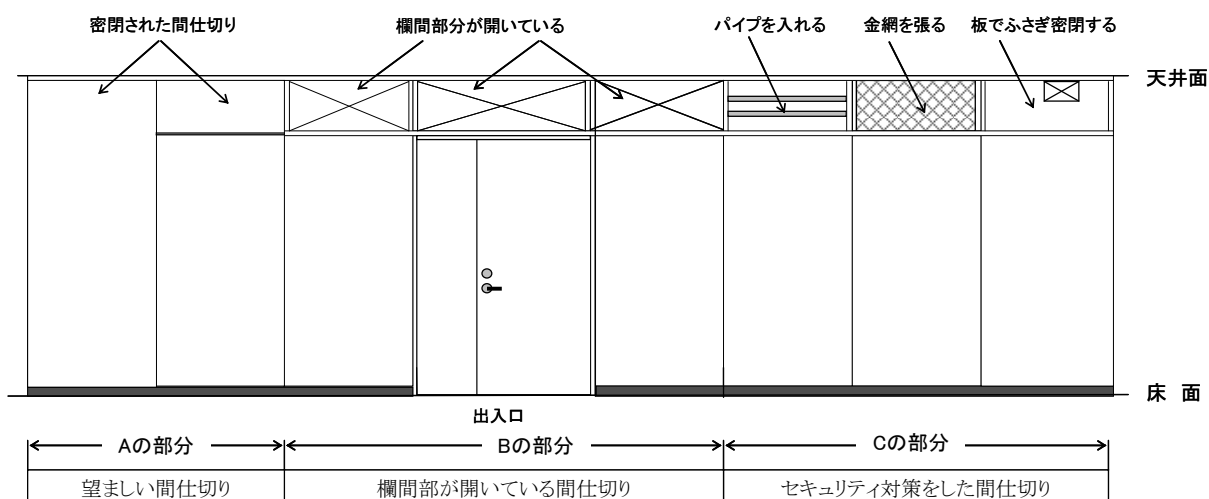 密閉された間仕切り
欄間部分が開いている
パイプを入れる
金網を張る
板でふさぎ密閉する
天井面
床 面
出入口
Aの部分
Bの部分
Cの部分
望ましい間仕切り
欄間部が開いている間仕切り
セキュリティ対策をした間仕切り